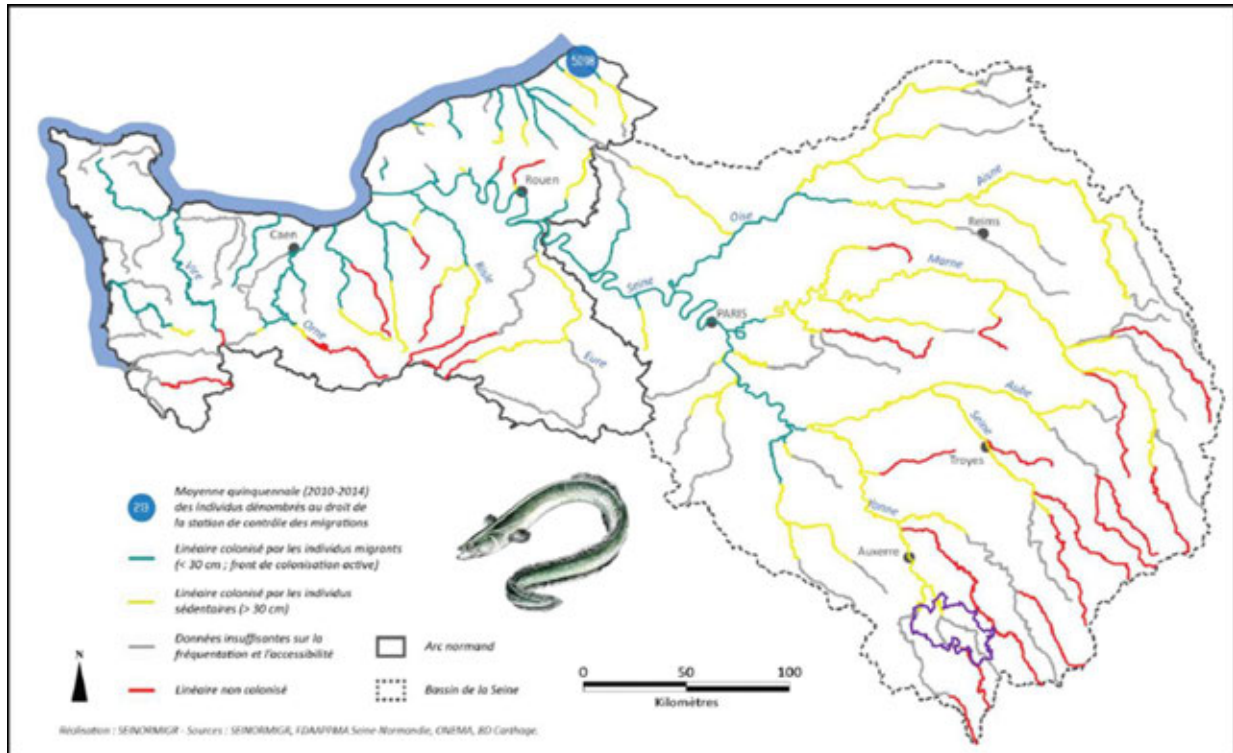 5098
Rouen
Caen
Vire
Orne
Risle
Eure
Seine
Oise
Aisne
Reims
Marne
PARIS
Aube
Seine
Troyes
Yonne
Auxerre
213
Moyenne quinquennale (2010-2014)
des individus dénombrés au droit de
la station de contrôle des migrations
Linéaire colonisé par les individus migrants
(< 30 cm ; front de colonisation active)
Linéaire colonisé par les individus
sédentaires (> 30 cm)
Données insuffisantes sur la
fréquentation et l'accessibilité
Linéaire non colonisé
Arc normand
Bassin de la Seine
N
0 50 100
Kilomètres
Réalisation : SEINORMIGR - Sources : SEINORMIGR, FDAAPPMA Seine-Normandie, ONEMA, BD Carthage.